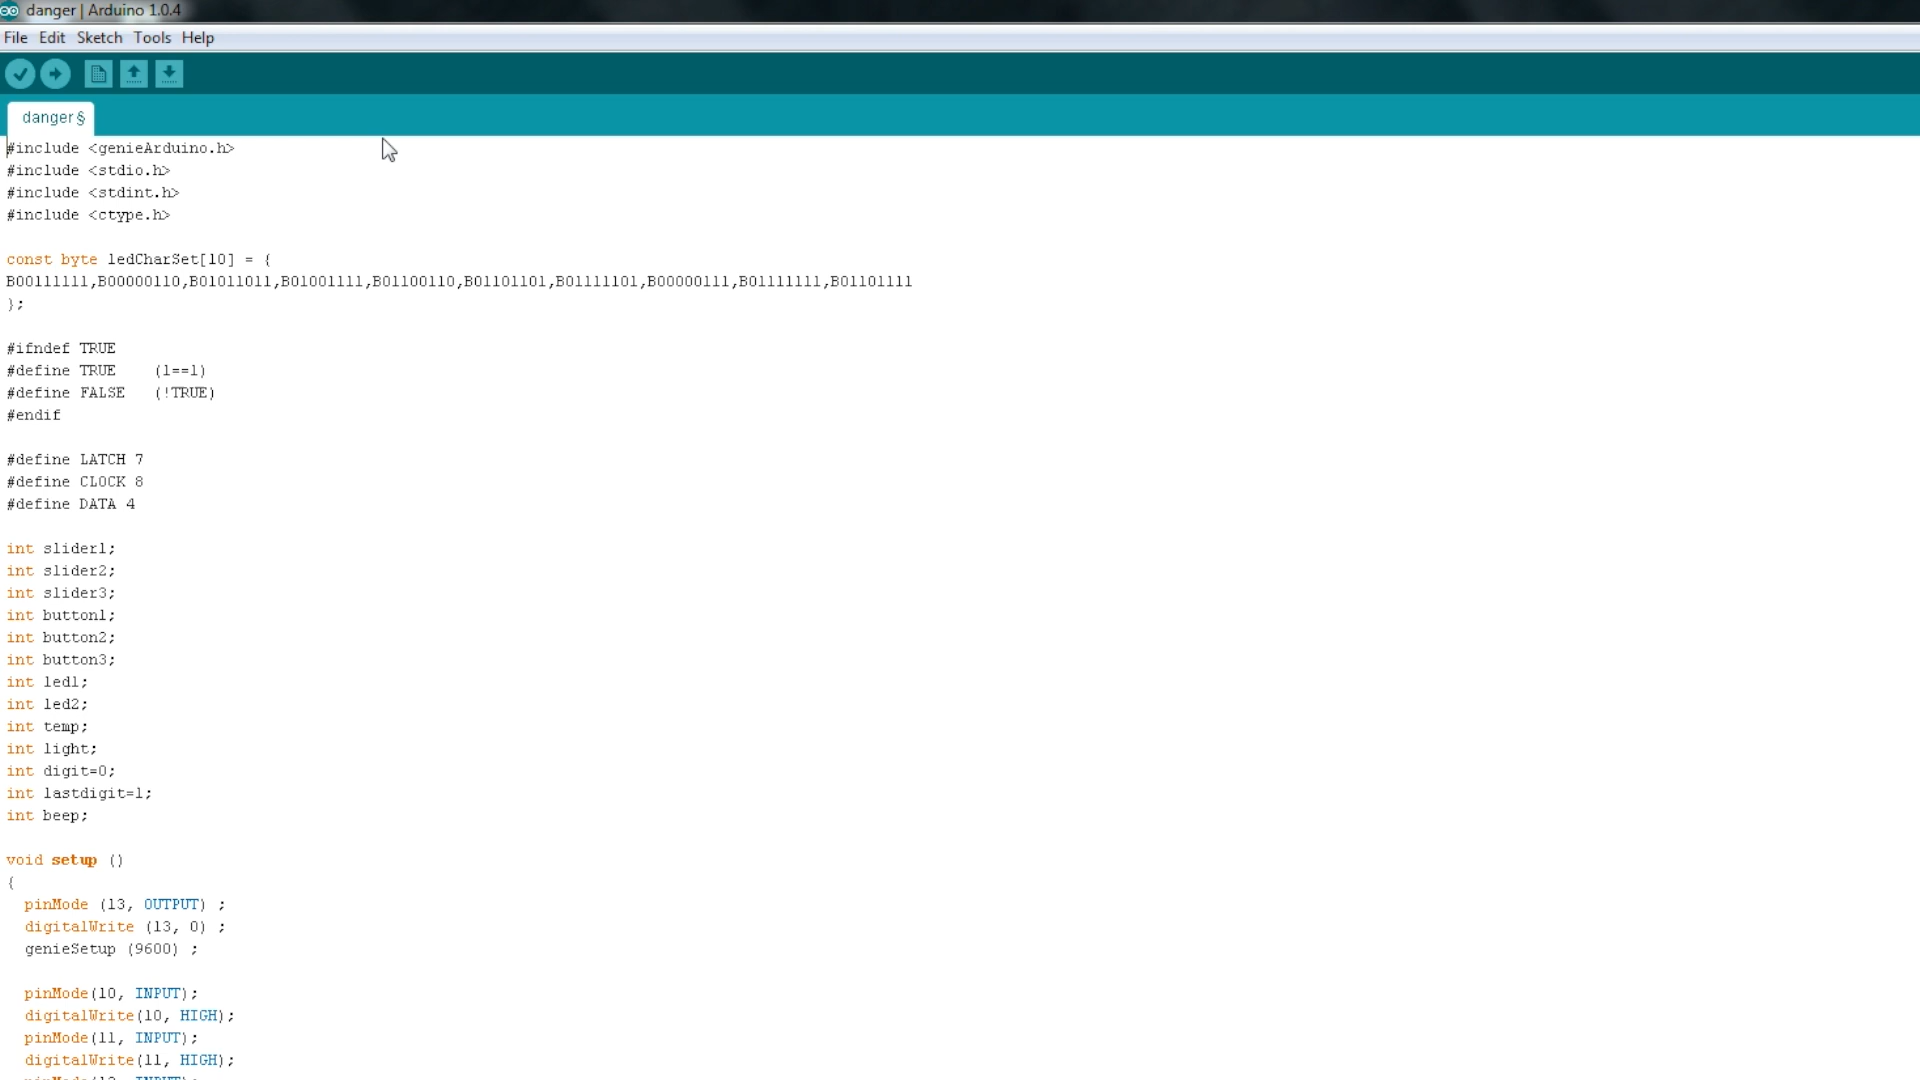 danger | Arduino 1.0.4
File Edit Sketch Tools Help
danger §
#include <genieArduino.h>
#include <stdio.h>
#include <stdint.h>
#include <ctype.h>
const byte ledCharSet[10] = {
B00111111,B00000110,B01011011,B01001111,B01100110,B01101101,B01111101,B00000111,B01111111,B01101111
};
#ifndef TRUE
#define TRUE    (1==1)
#define FALSE   (!TRUE)
#endif
#define LATCH 7
#define CLOCK 8
#define DATA 4
int slider1;
int slider2;
int slider3;
int button1;
int button2;
int button3;
int led1;
int led2;
int temp;
int light;
int digit=0;
int lastdigit=1;
int beep;
void setup ()
{
  pinMode (13, OUTPUT) ;
  digitalWrite (13, 0) ;
  genieSetup (9600) ;
  pinMode(10, INPUT);
  digitalWrite(10, HIGH);
  pinMode(11, INPUT);
  digitalWrite(11, HIGH);